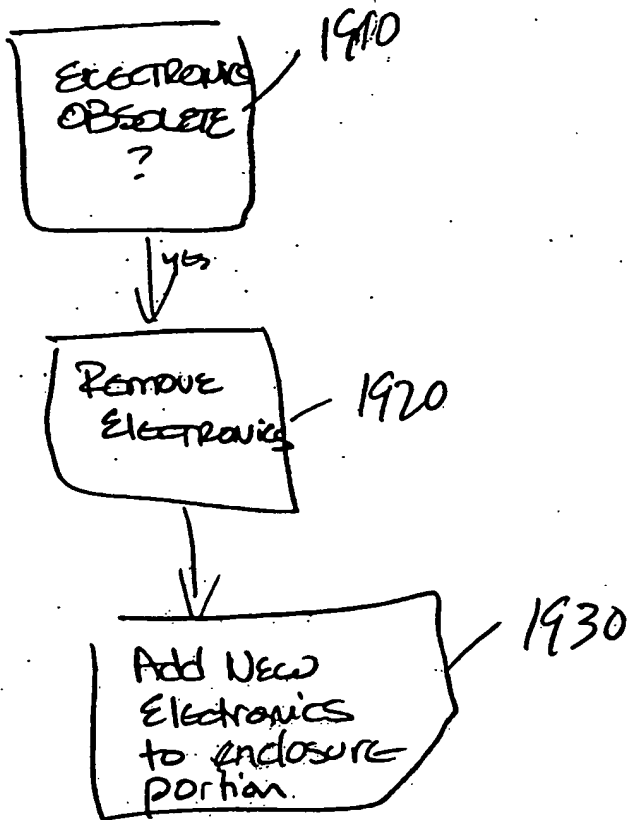 1910
ELECTRONICS
OBSOLETE
?
yes
Remove
Electronics
1920
1930
Add New
Electronics
to enclosure
portion.